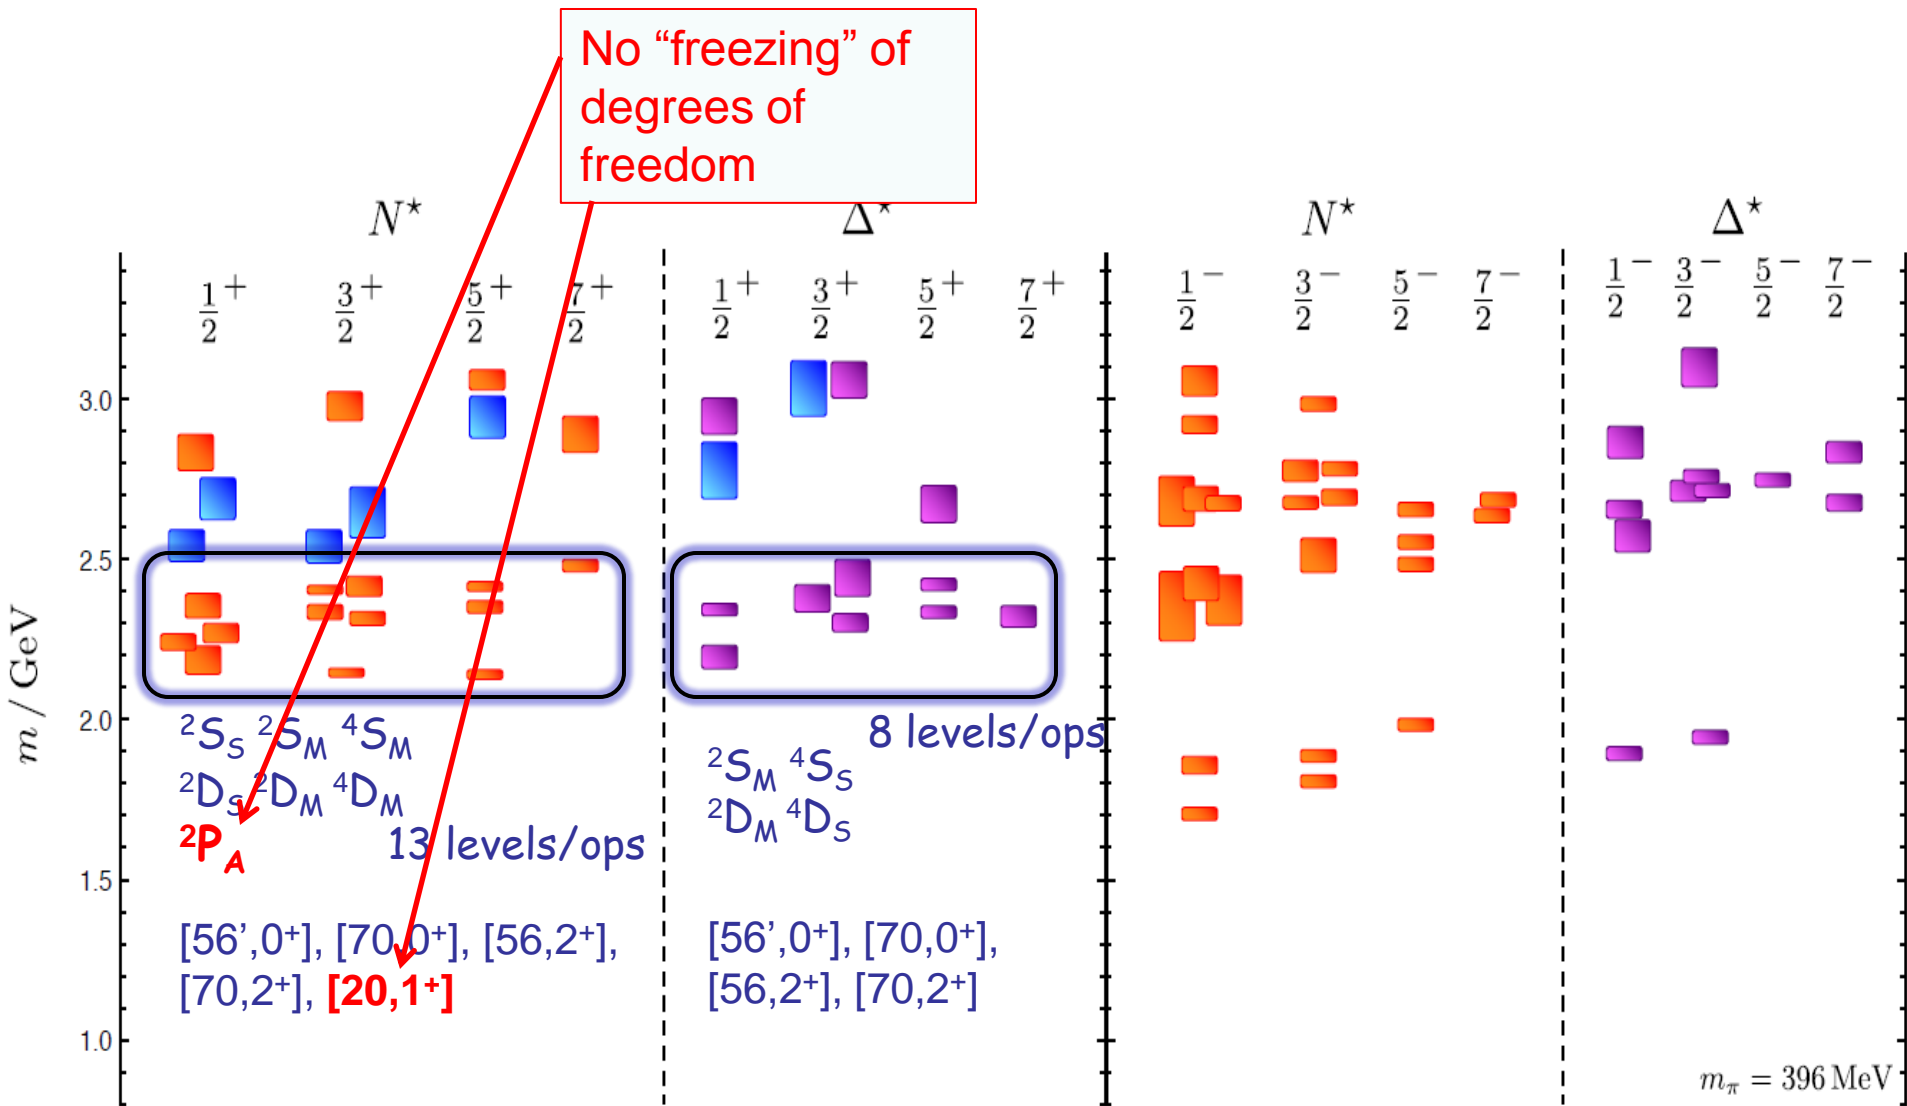 No “freezing” of
degrees of
freedom
N* Δ* N* Δ*
1/2+ 3/2+ 5/2+ 7/2+ 1/2+ 3/2+ 5/2+ 7/2+ 1/2− 3/2− 5/2− 7/2− 1/2− 3/2− 5/2− 7/2−
3.0
2.5
2.0
1.5
1.0
m / GeV
²S_S ²S_M ⁴S_M
²D_S ²D_M ⁴D_M
²P_A
13 levels/ops
[56’,0⁺], [70,0⁺], [56,2⁺],
[70,2⁺], [20,1⁺]
8 levels/ops
²S_M ⁴S_S
²D_M ⁴D_S
[56’,0⁺], [70,0⁺],
[56,2⁺], [70,2⁺]
m_π = 396 MeV